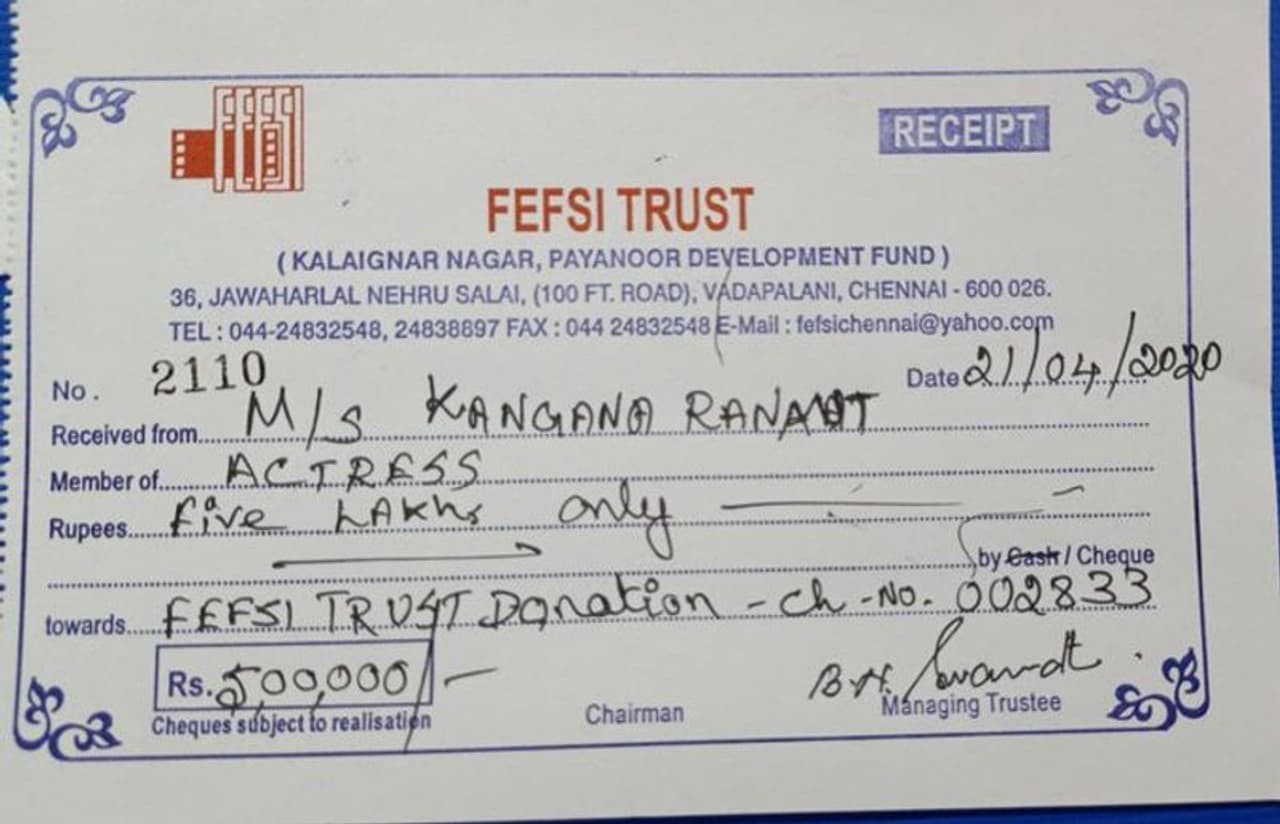 FEFSI
RECEIPT
FEFSI TRUST
( KALAIGNAR NAGAR, PAYANOOR DEVELOPMENT FUND )
36, JAWAHARLAL NEHRU SALAI, (100 FT. ROAD), VADAPALANI, CHENNAI - 600 026.
TEL : 044-24832548, 24838897 FAX : 044 24832548 E-Mail : fefsichennai@yahoo.com
No. 2110 Date 21/04/2020
Received from M/s KANGANA RANAUT
Member of ACTRESS
Rupees five LAKhs only
by Cash / Cheque
towards FEFSI TRUST Donation - Ch - No. 002833
Rs. 500,000/-
Cheques subject to realisation Chairman Managing Trustee